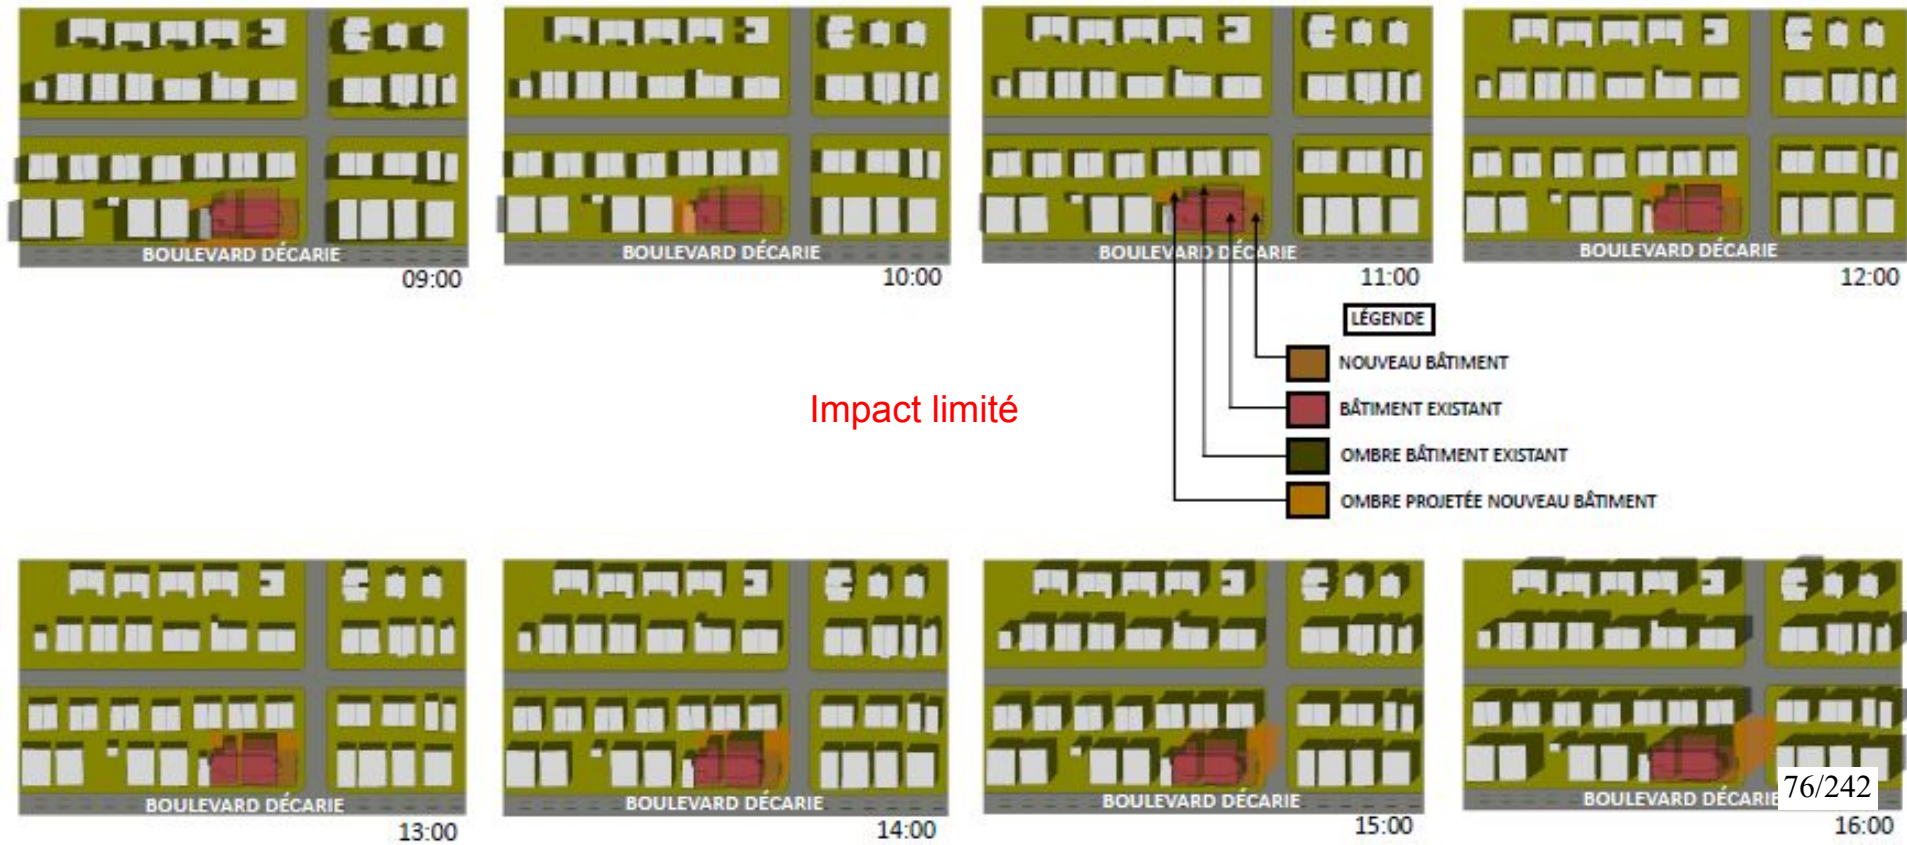 BOULEVARD DÉCARIE
09:00
BOULEVARD DÉCARIE
10:00
BOULEVARD DÉCARIE
11:00
BOULEVARD DÉCARIE
12:00
LÉGENDE
NOUVEAU BÂTIMENT
BÂTIMENT EXISTANT
OMBRE BÂTIMENT EXISTANT
OMBRE PROJETÉE NOUVEAU BÂTIMENT
Impact limité
BOULEVARD DÉCARIE
13:00
BOULEVARD DÉCARIE
14:00
BOULEVARD DÉCARIE
15:00
BOULEVARD DÉCARIE
76/242
16:00